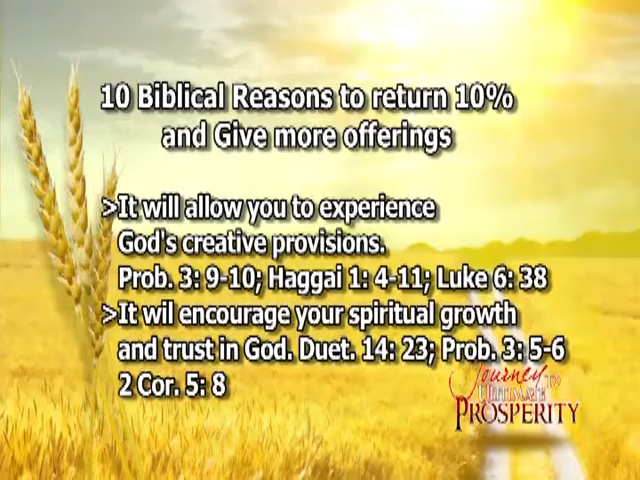 10 Biblical Reasons to return 10%
and Give more offerings
>It will allow you to experience
God's creative provisions.
Prob. 3: 9-10; Haggai 1: 4-11; Luke 6: 38
>It wil encourage your spiritual growth
and trust in God. Duet. 14: 23; Prob. 3: 5-6
2 Cor. 5: 8
Journey TO
ULTIMATE
PROSPERITY